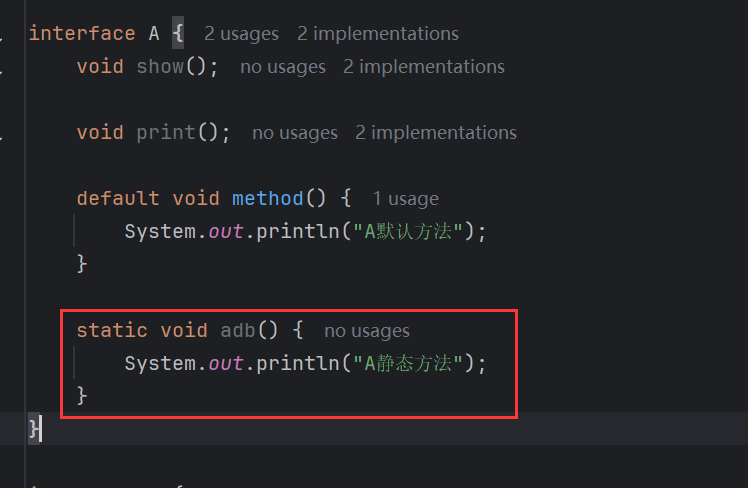 interface A { 2 usages 2 implementations
void show(); no usages 2 implementations
void print(); no usages 2 implementations
default void method() { 1 usage
System.out.println("A默认方法");
}
static void adb() { no usages
System.out.println("A静态方法");
}
}